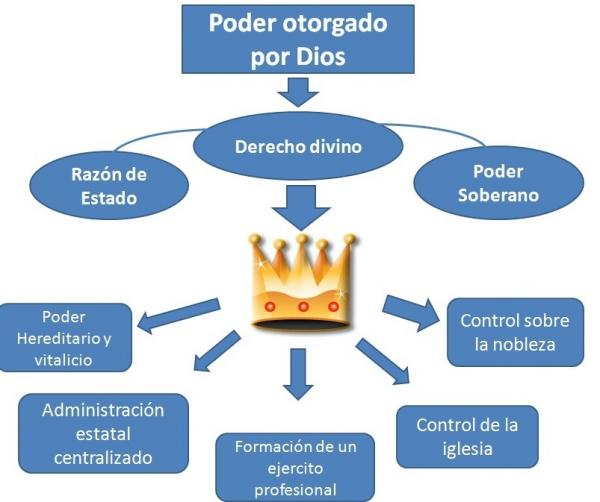 Poder otorgado
por Dios
Derecho divino
Razón de
Estado
Poder
Soberano
Poder
Hereditario y
vitalicio
Control sobre
la nobleza
Administración
estatal
centralizado
Control de la
iglesia
Formación de un
ejercito
profesional